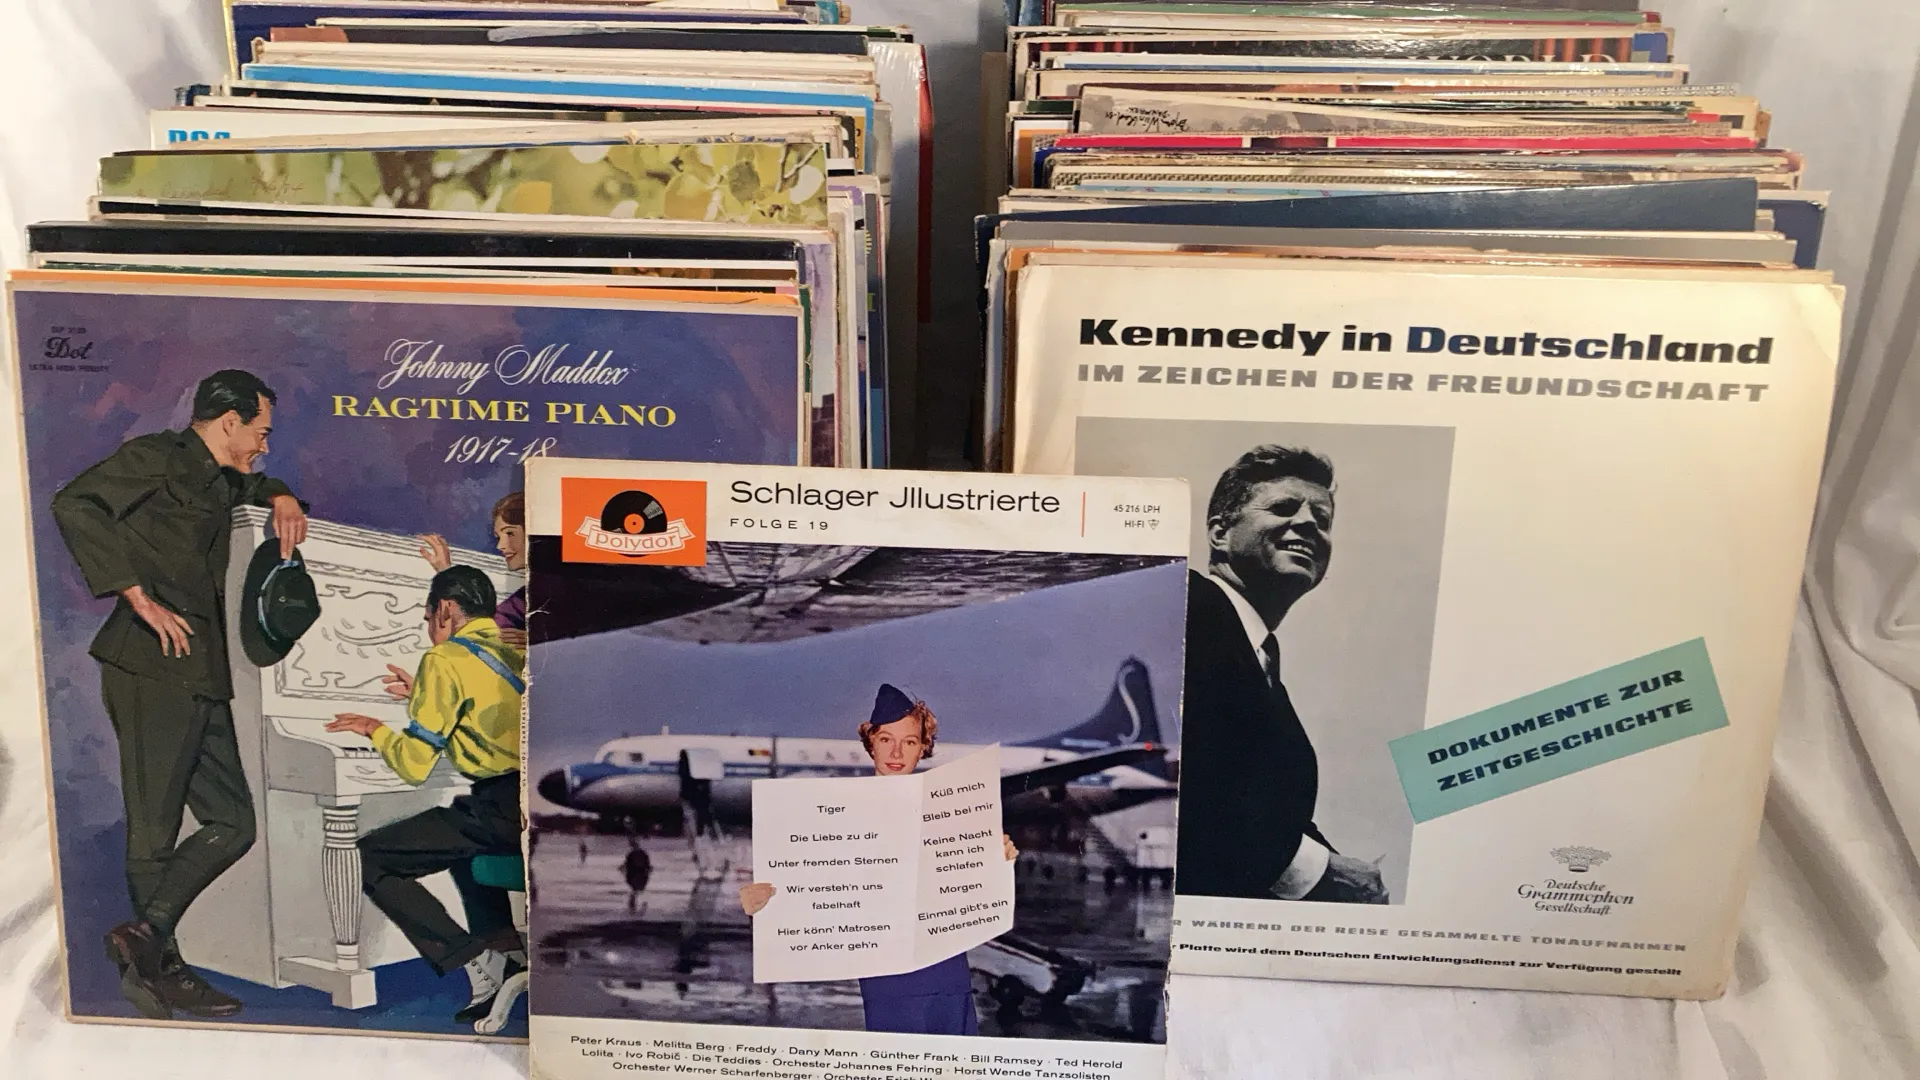 WORLD
RCA
Dot
ULTRA HIGH FIDELITY
Johnny Maddox
RAGTIME PIANO
1917-18
polydor
Schlager Jllustrierte
FOLGE 19
45 216 LPH
HI-FI
SABENA
Tiger
Die Liebe zu dir
Unter fremden Sternen
Wir versteh'n uns
fabelhaft
Hier könn' Matrosen
vor Anker geh'n
Küß mich
Bleib bei mir
Keine Nacht
kann ich
schlafen
Morgen
Einmal gibt's ein
Wiedersehen
Peter Kraus · Melitta Berg · Freddy · Dany Mann · Günther Frank · Bill Ramsey · Ted Herold
Lolita · Ivo Robič · Die Teddies · Orchester Johannes Fehring · Horst Wende Tanzsolisten
Orchester Werner Scharfenberger · Orchester Erich
Kennedy in Deutschland
IM ZEICHEN DER FREUNDSCHAFT
DOKUMENTE ZUR
ZEITGESCHICHTE
Deutsche
Grammophon
Gesellschaft
WÄHREND DER REISE GESAMMELTE TONAUFNAHMEN
Platte wird dem Deutschen Entwicklungsdienst zur Verfügung gestellt